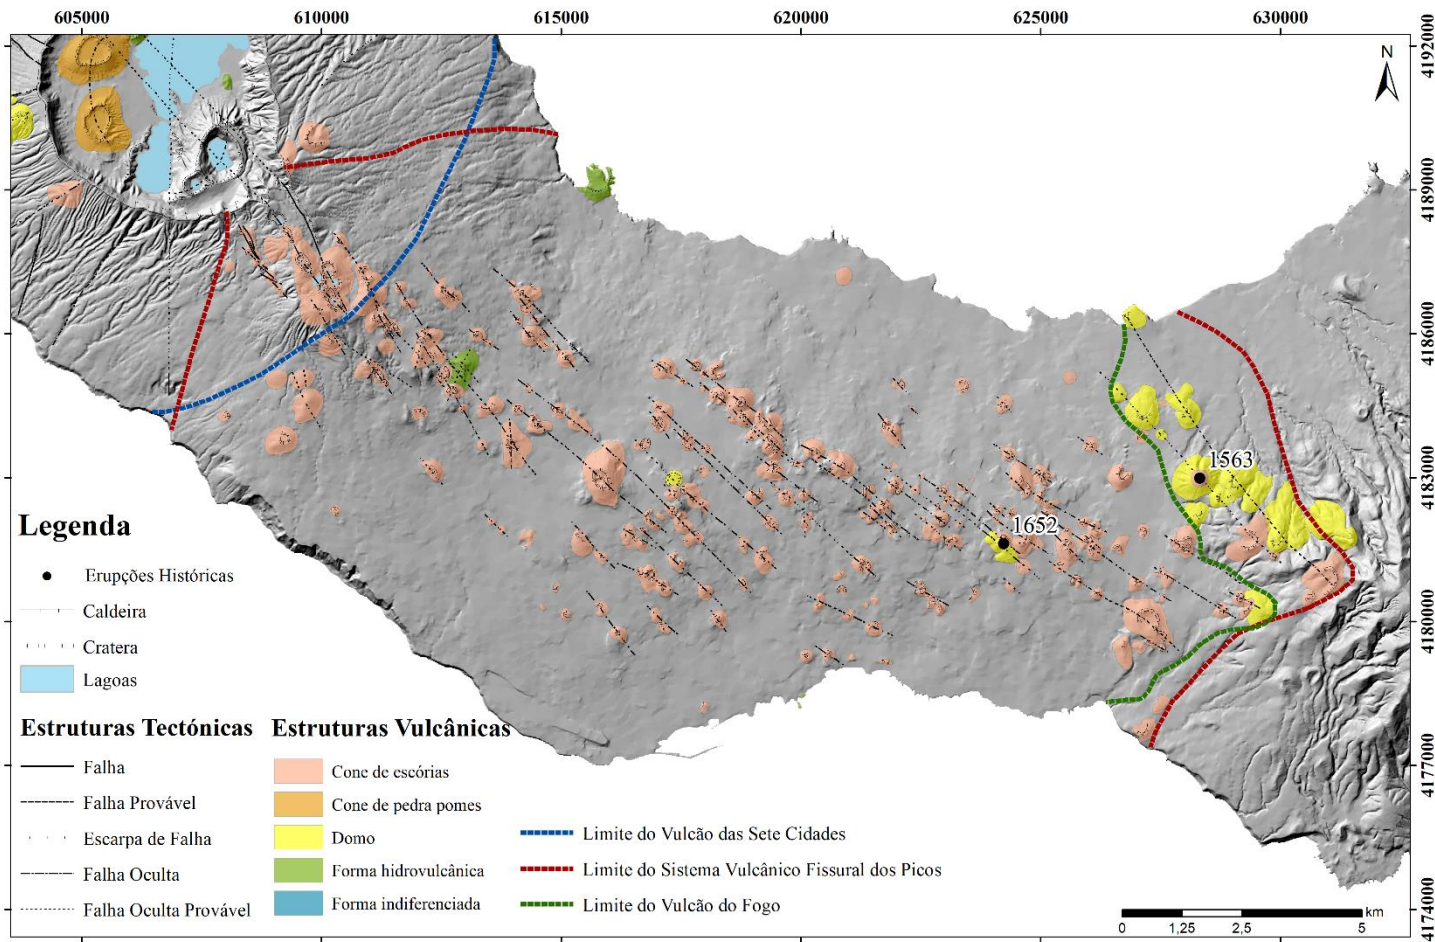 605000 610000 615000 620000 625000 630000
4192000
N
4189000
4186000
1563
4183000
1652
4180000
4177000
4174000
Legenda
Erupções Históricas
Caldeira
Cratera
Lagoas
Estruturas Tectónicas
Falha
Falha Provável
Escarpa de Falha
Falha Oculta
Falha Oculta Provável
Estruturas Vulcânicas
Cone de escórias
Cone de pedra pomes
Domo
Forma hidrovulcânica
Forma indiferenciada
Limite do Vulcão das Sete Cidades
Limite do Sistema Vulcânico Fissural dos Picos
Limite do Vulcão do Fogo
km
0 1,25 2,5 5